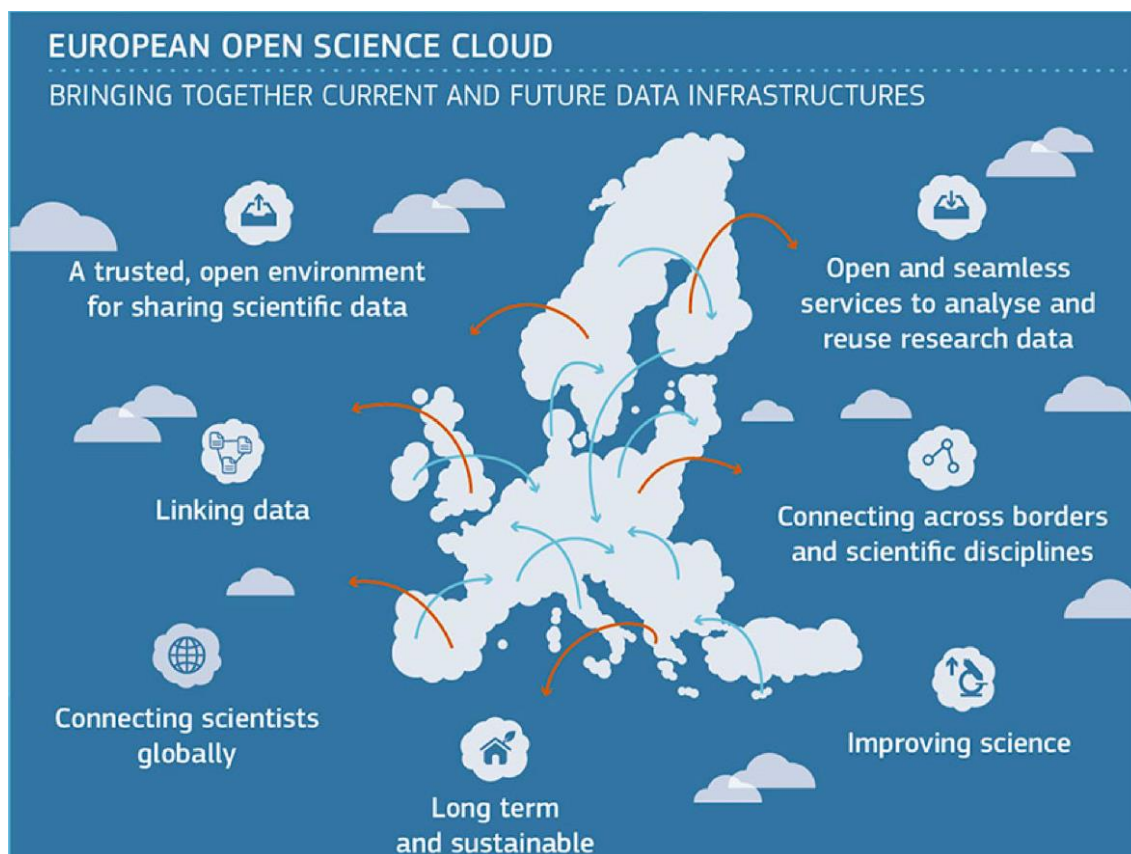 EUROPEAN OPEN SCIENCE CLOUD
BRINGING TOGETHER CURRENT AND FUTURE DATA INFRASTRUCTURES
A trusted, open environment
for sharing scientific data
Open and seamless
services to analyse and
reuse research data
Linking data
Connecting across borders
and scientific disciplines
Connecting scientists
globally
Improving science
Long term
and sustainable